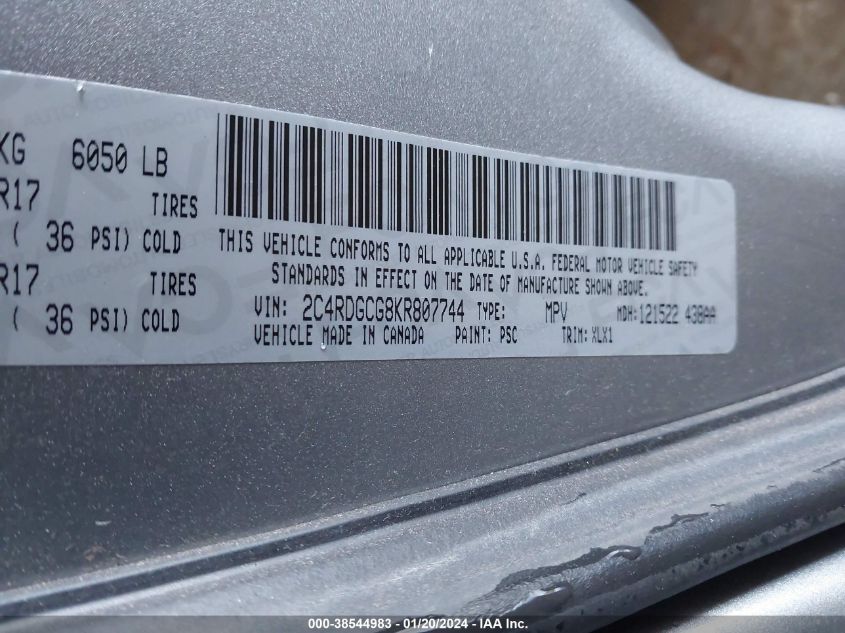 KG 6050 LB
R17 TIRES
( 36 PSI) COLD
R17 TIRES
( 36 PSI) COLD
THIS VEHICLE CONFORMS TO ALL APPLICABLE U.S.A. FEDERAL MOTOR VEHICLE SAFETY
STANDARDS IN EFFECT ON THE DATE OF MANUFACTURE SHOWN ABOVE.
VIN: 2C4RDGCG8KR807744 TYPE: MPV MDH:121522 438AA
VEHICLE MADE IN CANADA PAINT: PSC TRIM: XLX1
000-38544983 - 01/20/2024 - IAA Inc.